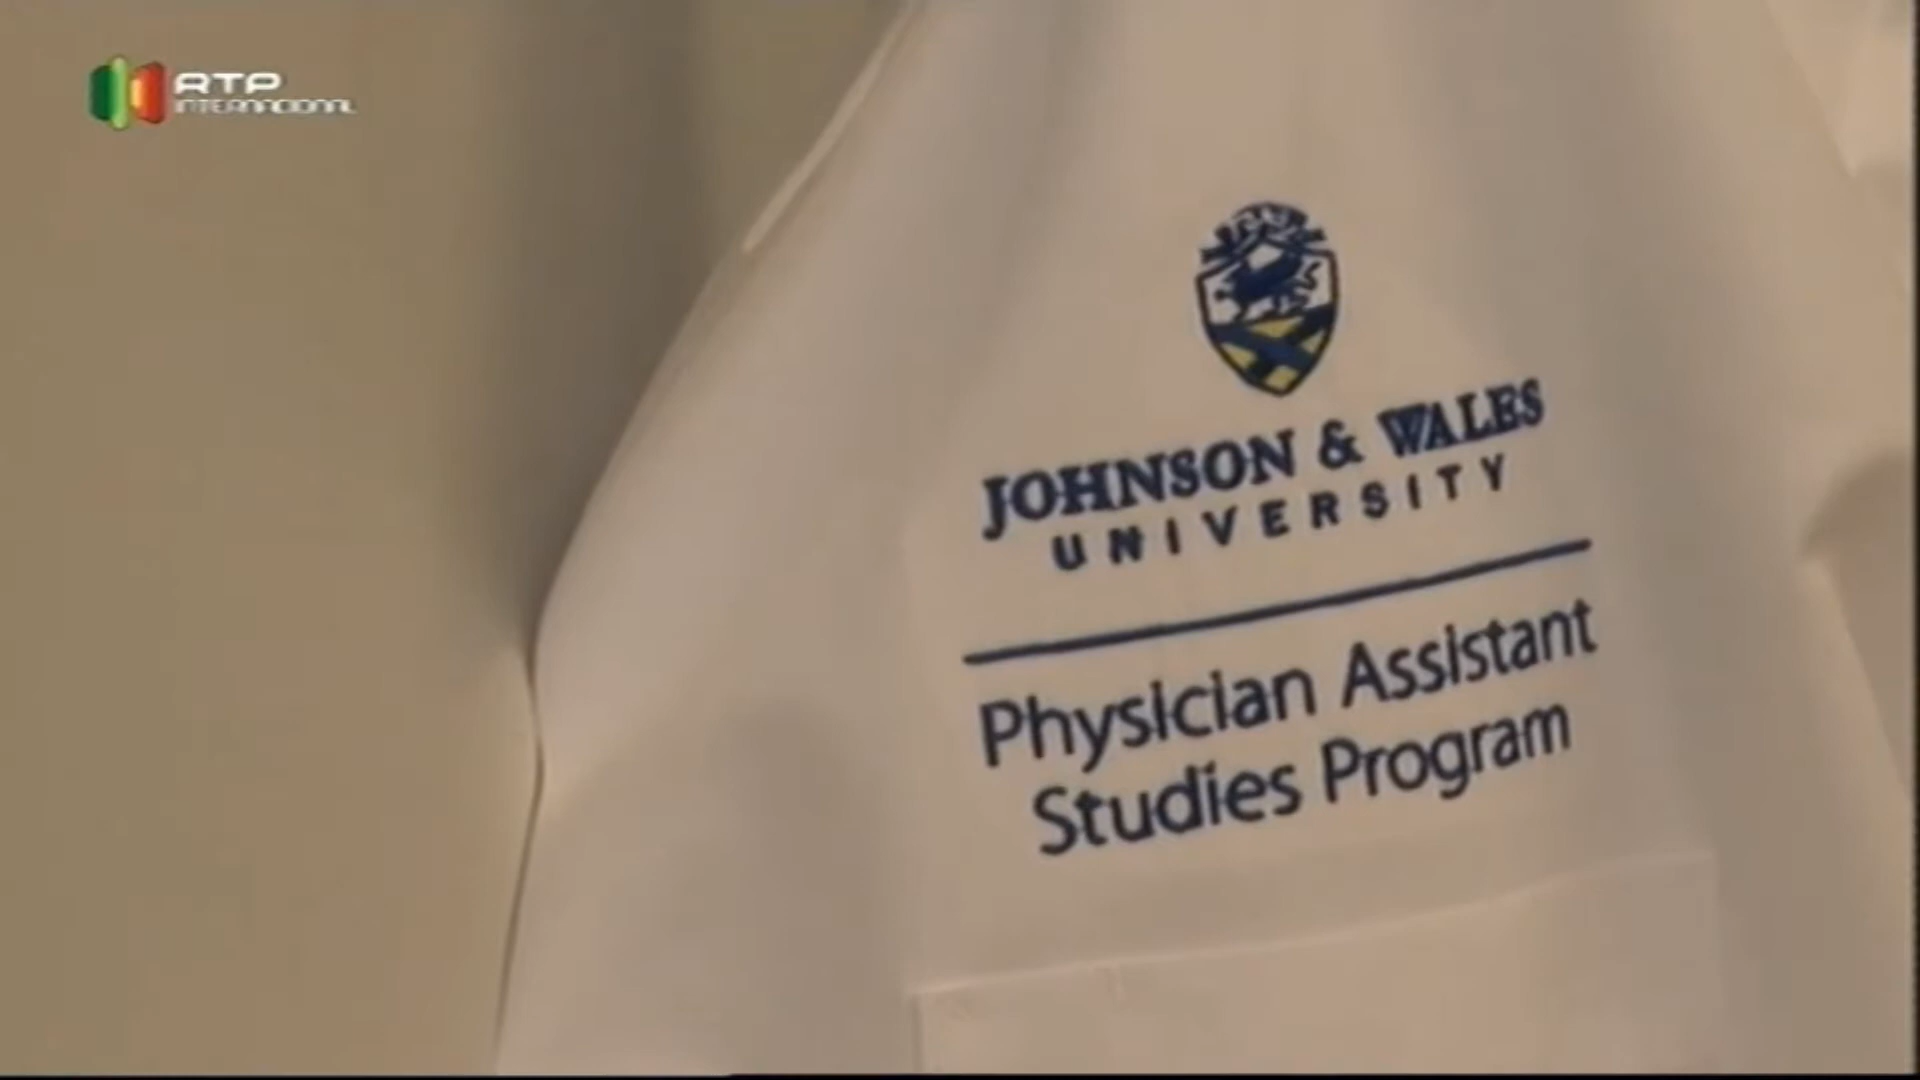 RTP
INTERNACIONAL
JOHNSON & WALES
UNIVERSITY
Physician Assistant
Studies Program